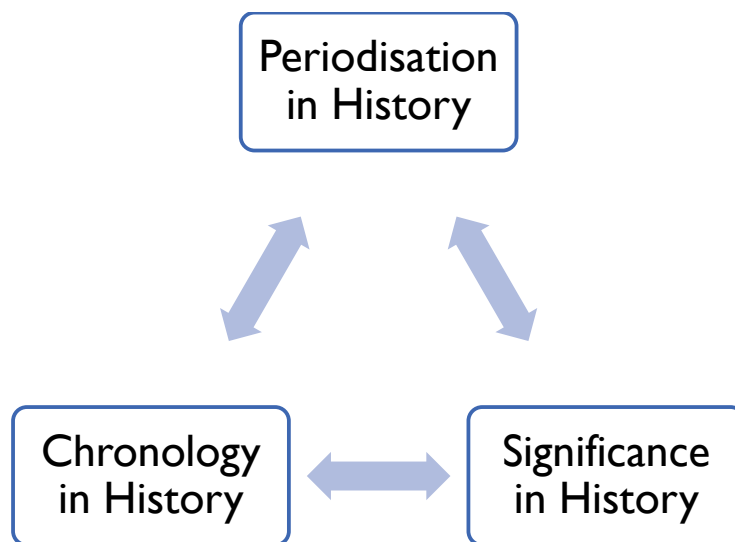 Periodisation
in History
Chronology
in History
Significance
in History